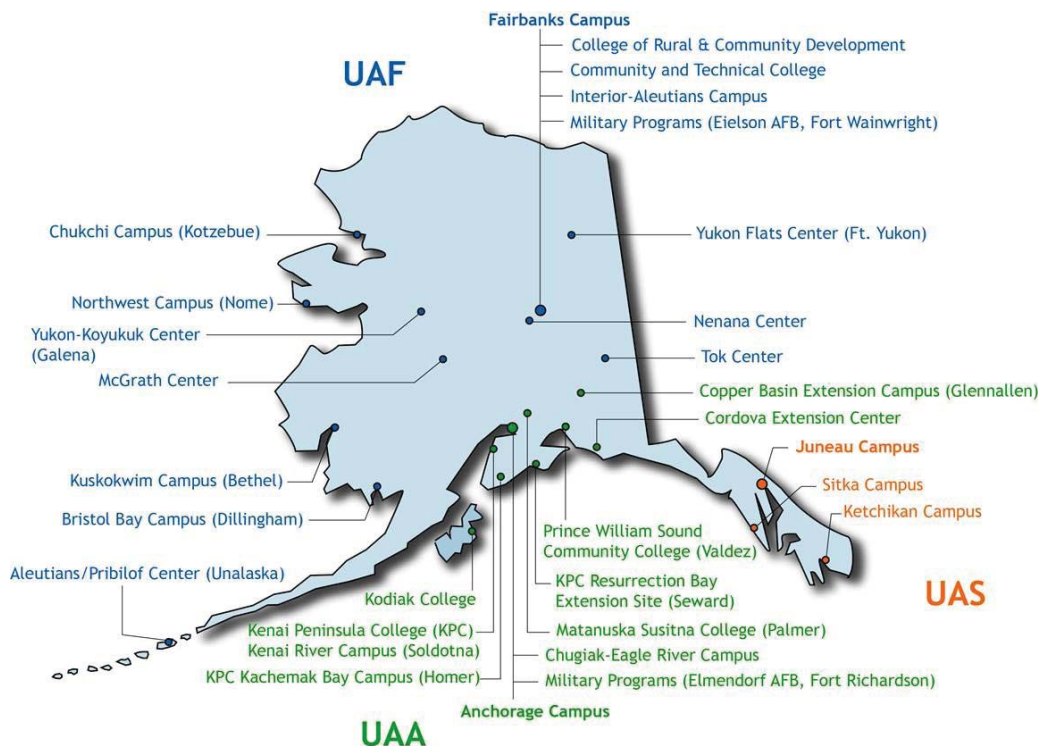 Fairbanks Campus
College of Rural & Community Development
Community and Technical College
Interior-Aleutians Campus
Military Programs (Eielson AFB, Fort Wainwright)
UAF
Chukchi Campus (Kotzebue)
Yukon Flats Center (Ft. Yukon)
Northwest Campus (Nome)
Yukon-Koyukuk Center
(Galena)
Nenana Center
McGrath Center
Tok Center
Copper Basin Extension Campus (Glennallen)
Cordova Extension Center
Juneau Campus
Sitka Campus
Ketchikan Campus
Kuskokwim Campus (Bethel)
Bristol Bay Campus (Dillingham)
Prince William Sound
Community College (Valdez)
Aleutians/Pribilof Center (Unalaska)
KPC Resurrection Bay
Extension Site (Seward)
UAS
Kodiak College
Kenai Peninsula College (KPC)
Kenai River Campus (Soldotna)
Matanuska Susitna College (Palmer)
Chugiak-Eagle River Campus
KPC Kachemak Bay Campus (Homer)
Military Programs (Elmendorf AFB, Fort Richardson)
Anchorage Campus
UAA